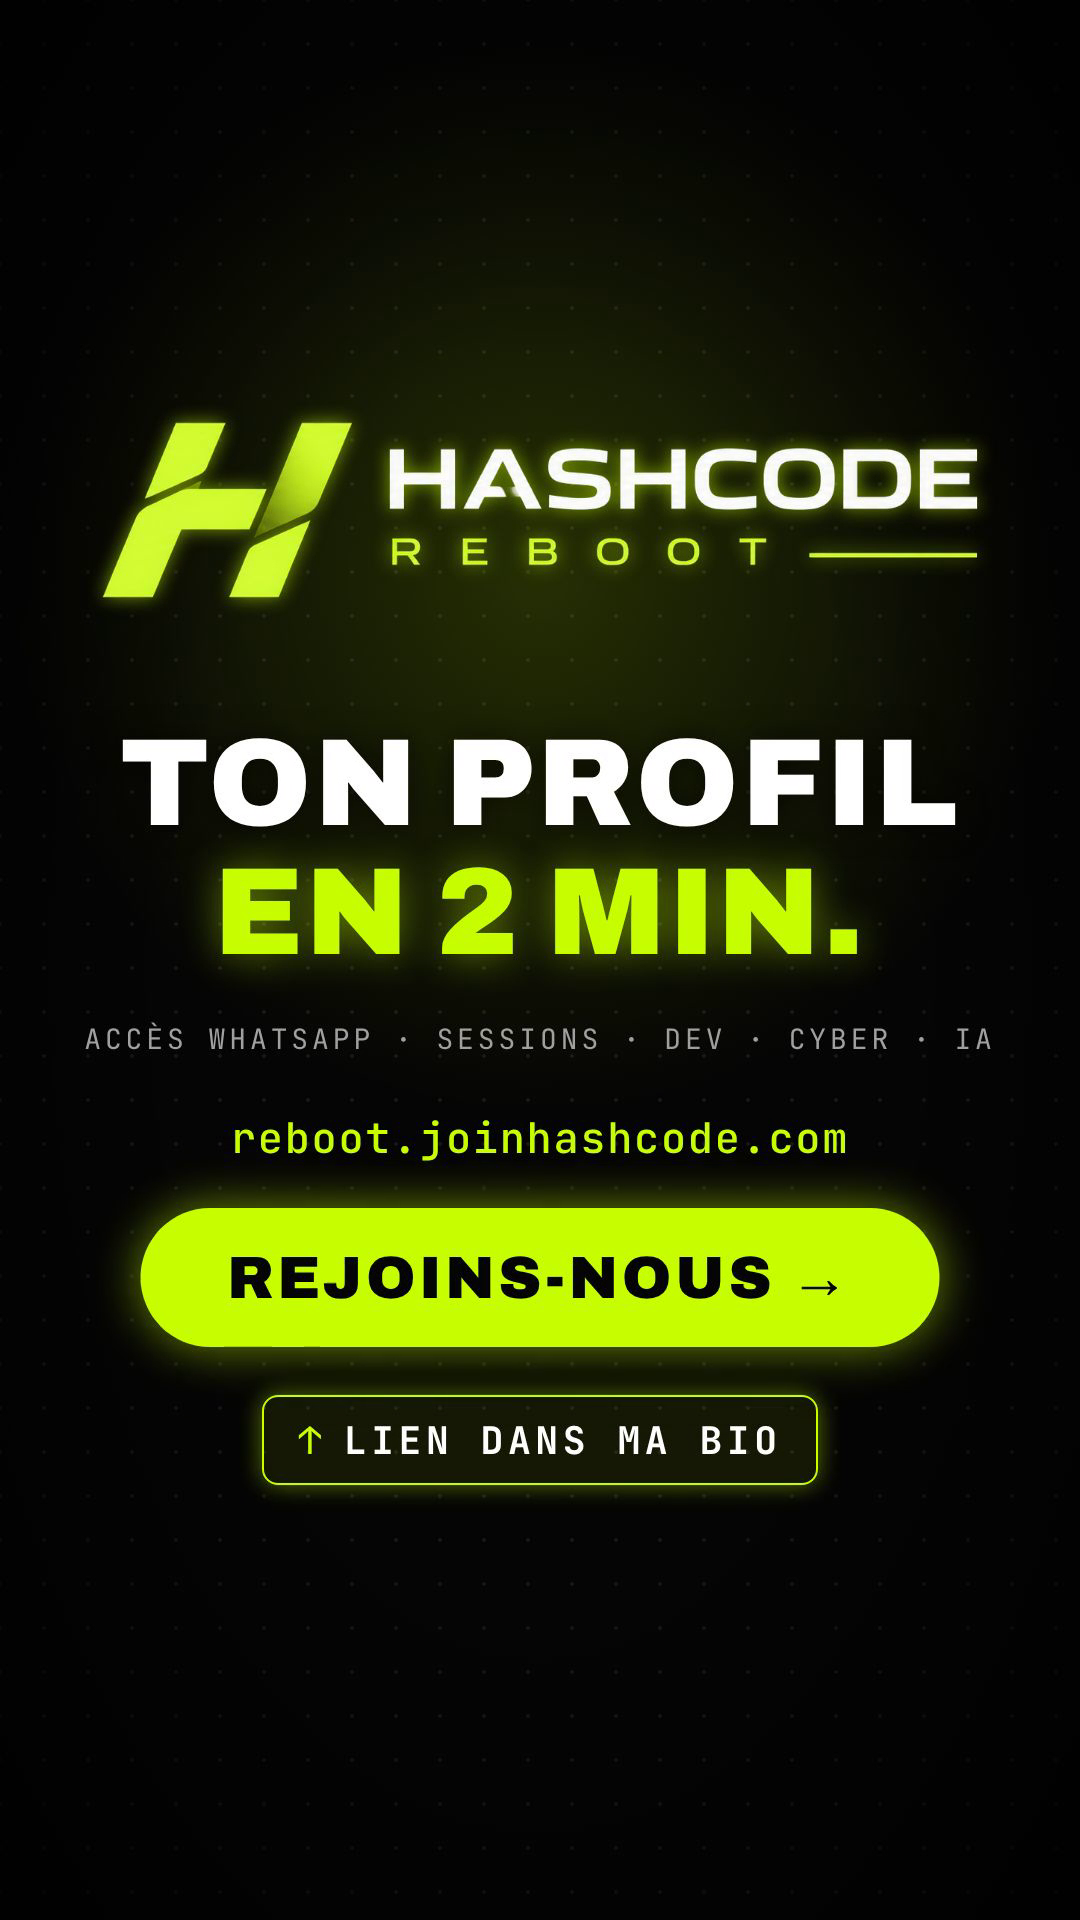 HASHCODE
REBOOT
TON PROFIL
EN 2 MIN.
ACCÈS WHATSAPP · SESSIONS · DEV · CYBER · IA
reboot.joinhashcode.com
REJOINS-NOUS →
↑ LIEN DANS MA BIO